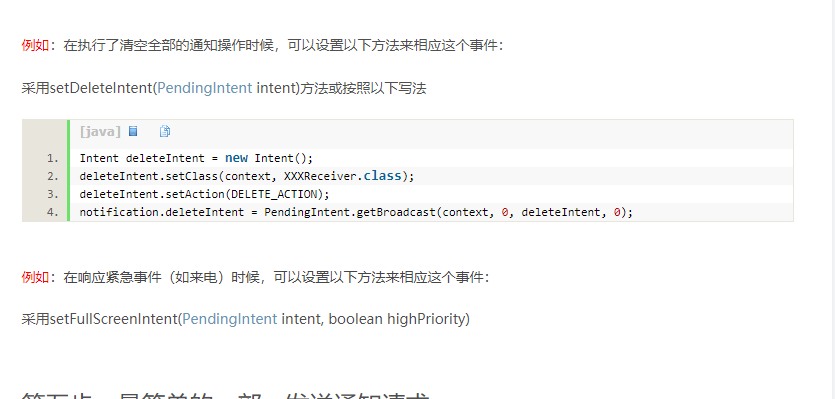 例如：在执行了清空全部的通知操作时候，可以设置以下方法来相应这个事件：
采用setDeleteIntent(PendingIntent intent)方法或按照以下写法
[java]
1. Intent deleteIntent = new Intent();
2. deleteIntent.setClass(context, XXXReceiver.class);
3. deleteIntent.setAction(DELETE_ACTION);
4. notification.deleteIntent = PendingIntent.getBroadcast(context, 0, deleteIntent, 0);
例如：在响应紧急事件（如来电）时候，可以设置以下方法来相应这个事件：
采用setFullScreenIntent(PendingIntent intent, boolean highPriority)